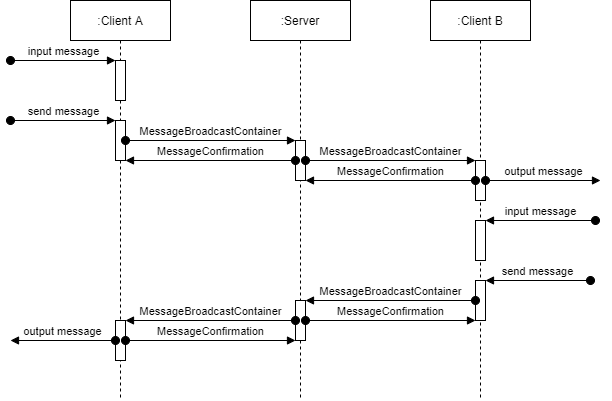 :Client A
:Server
:Client B
input message
send message
MessageBroadcastContainer
MessageConfirmation
MessageBroadcastContainer
MessageConfirmation
output message
input message
send message
MessageBroadcastContainer
MessageBroadcastContainer
MessageConfirmation
output message
MessageConfirmation